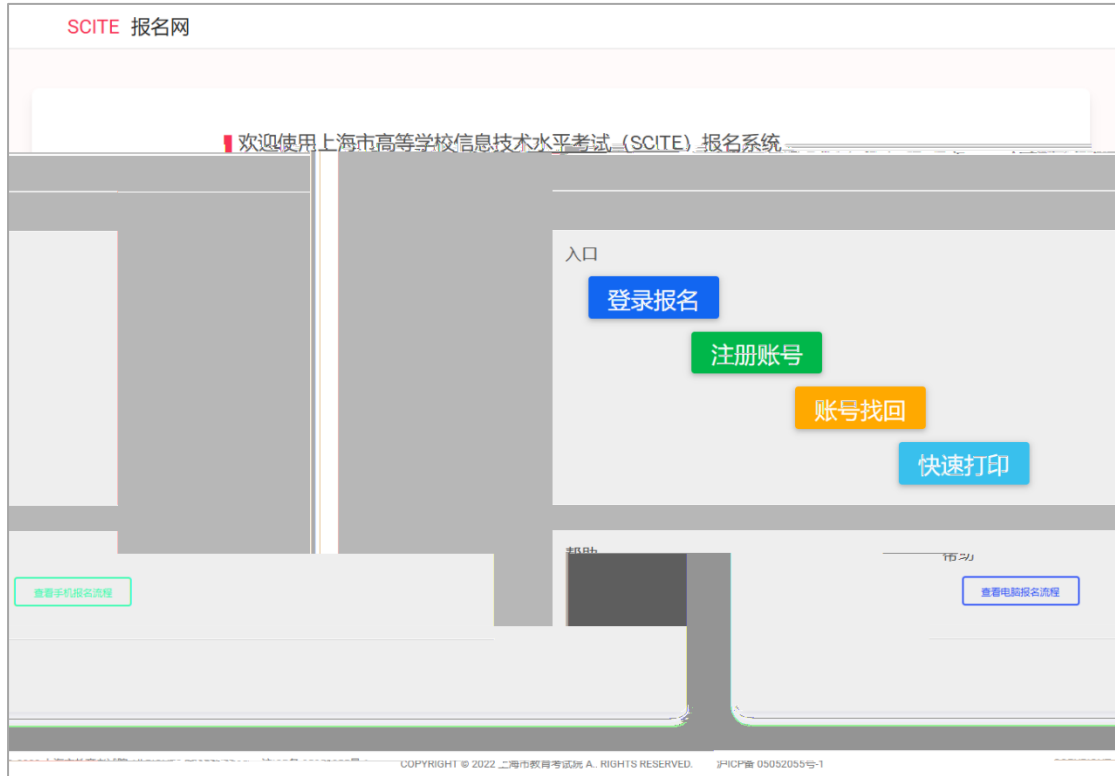 SCITE 报名网
欢迎使用上海市高等学校信息技术水平考试（SCITE）报名系统
入口
登录报名
注册账号
账号找回
快速打印
查看手机报名流程
查看电脑报名流程
COPYRIGHT © 2022 上海市教育考试院 A.. RIGHTS RESERVED. 沪ICP备 05052055号-1